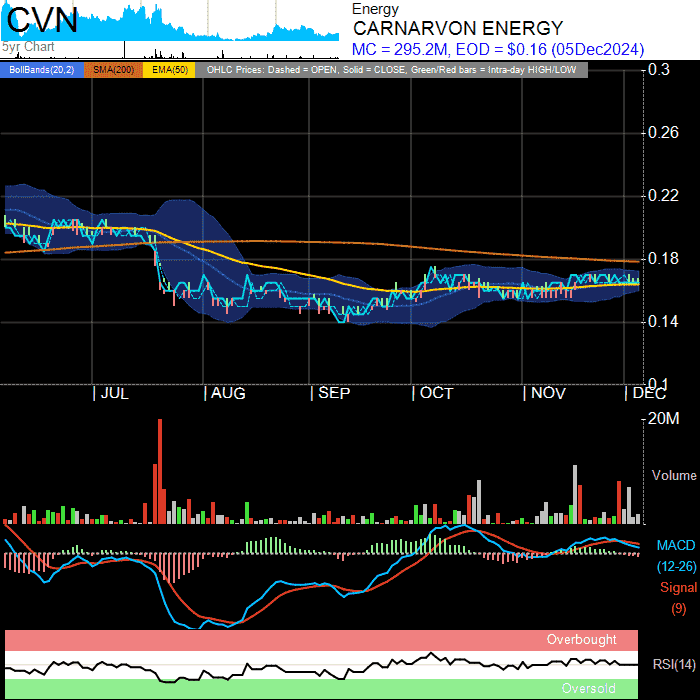 CVN
5yr Chart
Energy
CARNARVON ENERGY
MC = 295.2M, EOD = $0.16 (05Dec2024)
BollBands(20,2) SMA(200) EMA(50) OHLC Prices: Dashed = OPEN, Solid = CLOSE, Green/Red bars = Intra-day HIGH/LOW
0.3
0.26
0.22
0.18
0.14
0.1
JUL AUG SEP OCT NOV DEC
20M
Volume
MACD
(12-26)
Signal
(9)
Overbought
RSI(14)
Oversold